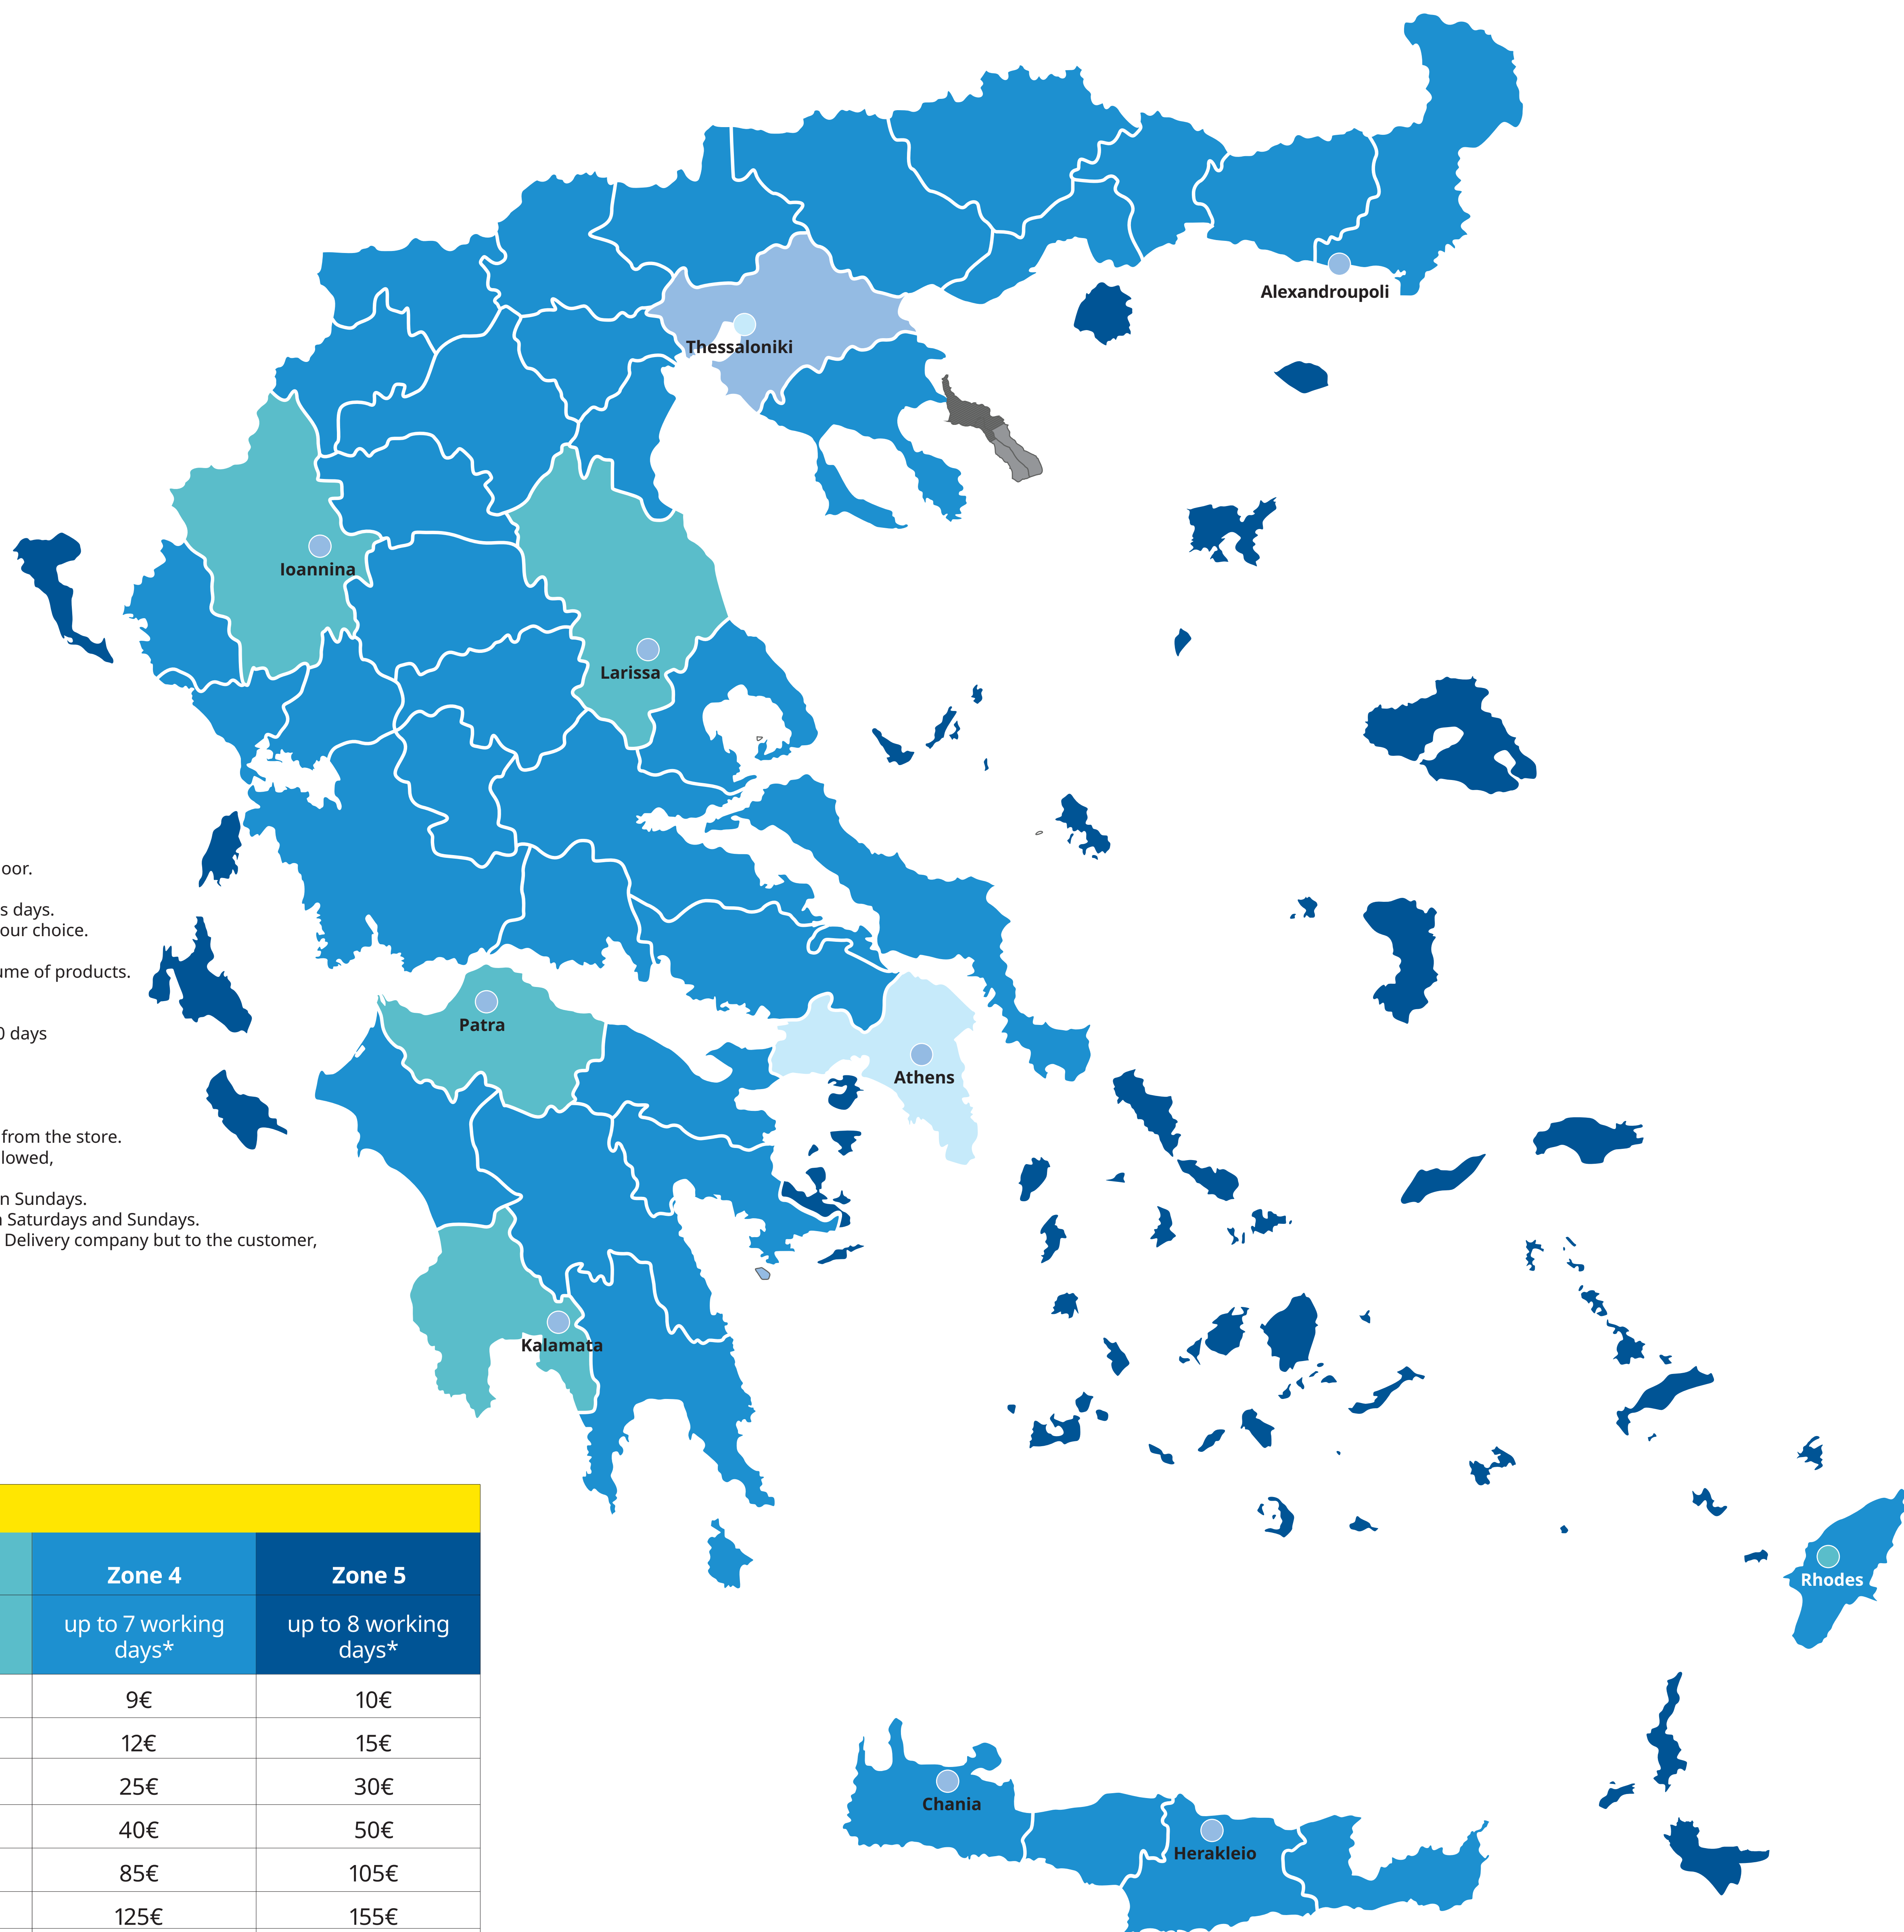 Alexandroupoli
Thessaloniki
Ioannina
Larissa
oor.
s days.
our choice.
ume of products.
0 days
Patra
Athens
from the store.
lowed,
n Sundays.
n Saturdays and Sundays.
Delivery company but to the customer,
Kalamata
Zone 4
Zone 5
up to 7 working
days*
up to 8 working
days*
9€
10€
12€
15€
25€
30€
40€
50€
85€
105€
125€
155€
Rhodes
Chania
Herakleio